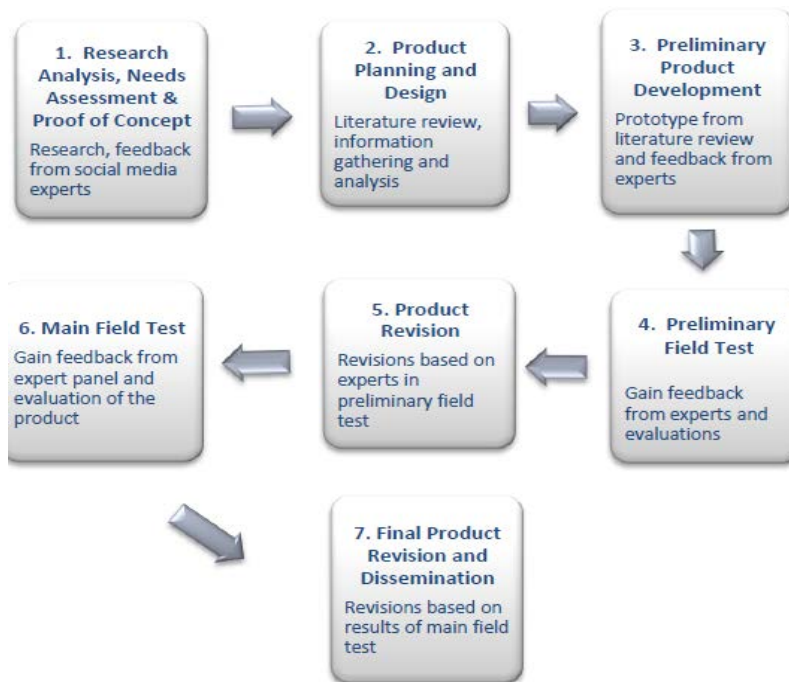 1. Research
Analysis, Needs
Assessment &
Proof of Concept
Research, feedback
from social media
experts
2. Product
Planning and
Design
Literature review,
information
gathering and
analysis
3. Preliminary
Product
Development
Prototype from
literature review
and feedback from
experts
4. Preliminary
Field Test
Gain feedback
from experts and
evaluations
5. Product
Revision
Revisions based on
experts in
preliminary field
test
6. Main Field Test
Gain feedback from
expert panel and
evaluation of the
product
7. Final Product
Revision and
Dissemination
Revisions based on
results of main field
test